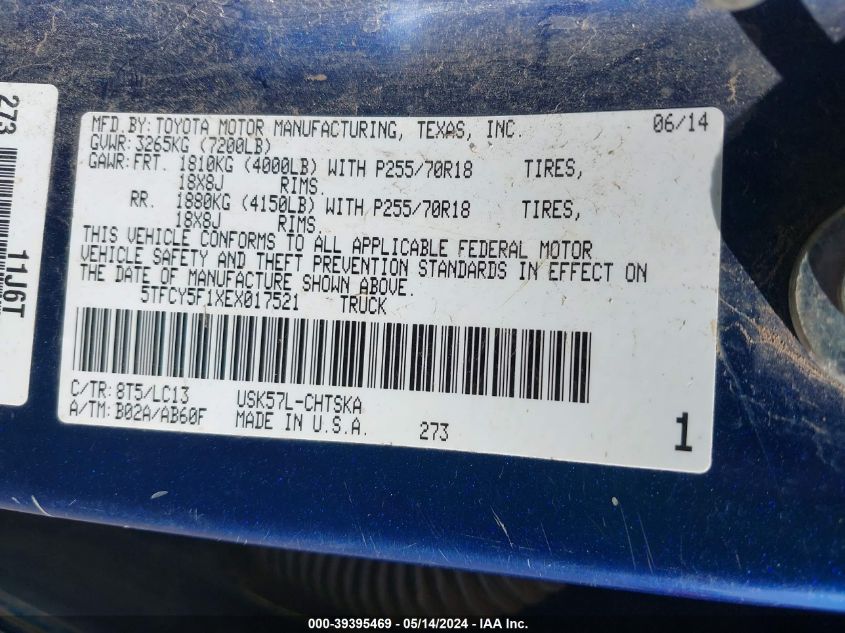 273
11J6T
MFD.BY:TOYOTA MOTOR MANUFACTURING, TEXAS, INC. 06/14
GVWR:3265KG (7200LB)
GAWR:FRT. 1810KG (4000LB) WITH P255/70R18 TIRES,
18X8J RIMS.
RR. 1880KG (4150LB) WITH P255/70R18 TIRES,
18X8J RIMS.
THIS VEHICLE CONFORMS TO ALL APPLICABLE FEDERAL MOTOR
VEHICLE SAFETY AND THEFT PREVENTION STANDARDS IN EFFECT ON
THE DATE OF MANUFACTURE SHOWN ABOVE.
5TFCY5F1XEX017521 TRUCK
C/TR:8T5/LC13 USK57L-CHTSKA
A/TM:B02A/AB60F MADE IN U.S.A. 273
1
000-39395469 - 05/14/2024 - IAA Inc.